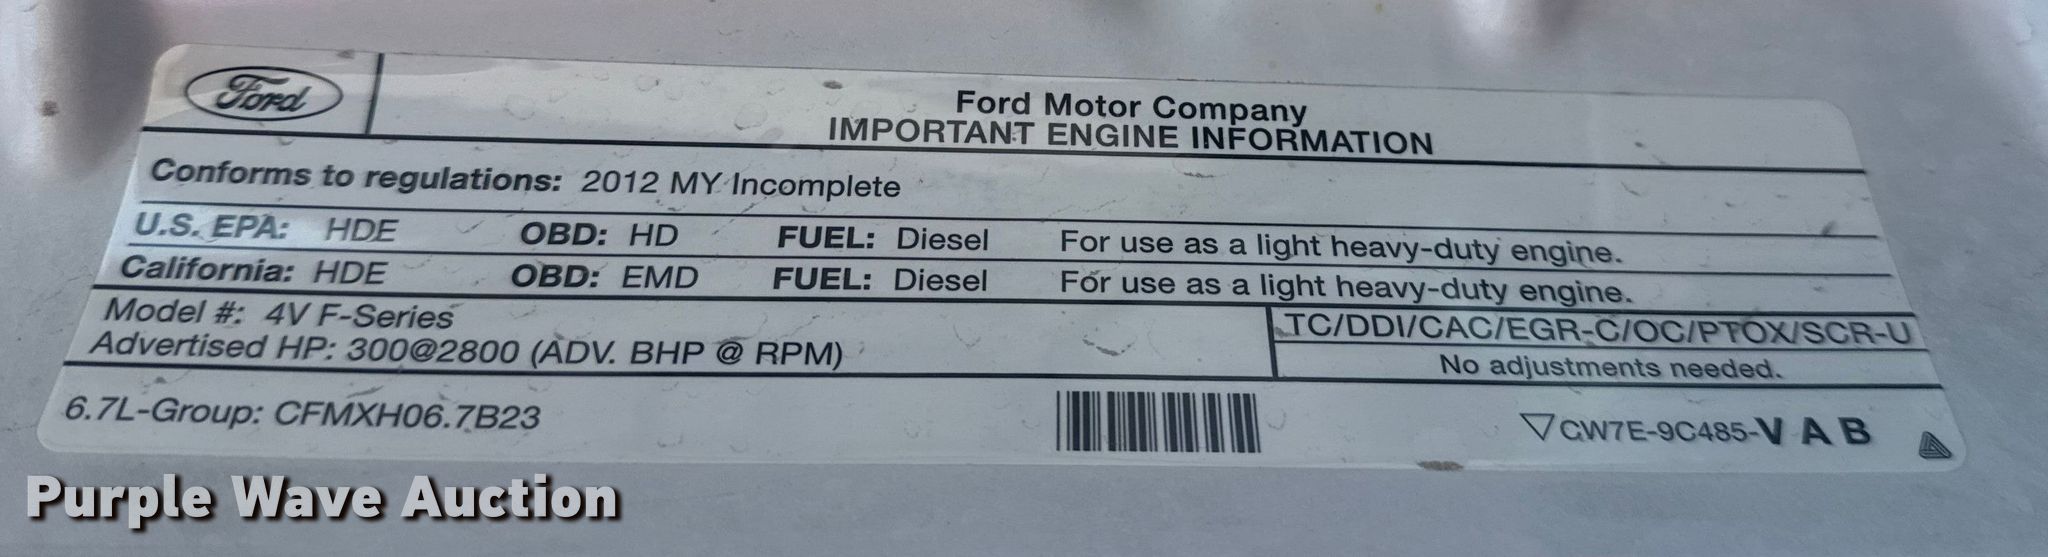 Ford
Ford Motor Company
IMPORTANT ENGINE INFORMATION
Conforms to regulations: 2012 MY Incomplete
U.S. EPA: HDE OBD: HD FUEL: Diesel For use as a light heavy-duty engine.
California: HDE OBD: EMD FUEL: Diesel For use as a light heavy-duty engine.
Model #: 4V F-Series
Advertised HP: 300@2800 (ADV. BHP @ RPM)
TC/DDI/CAC/EGR-C/OC/PTOX/SCR-U
No adjustments needed.
6.7L-Group: CFMXH06.7B23
CW7E-9C485-V A B
Purple Wave Auction